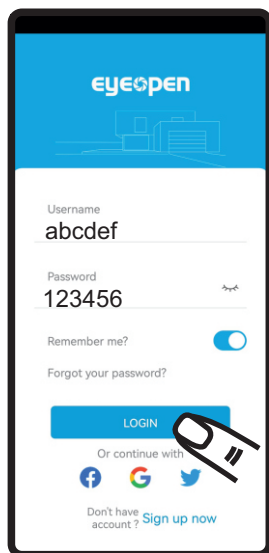 eyeopen
Username
abcdef
Password
123456
Remember me?
Forgot your password?
LOGIN
Or continue with
Don't have
account ? Sign up now